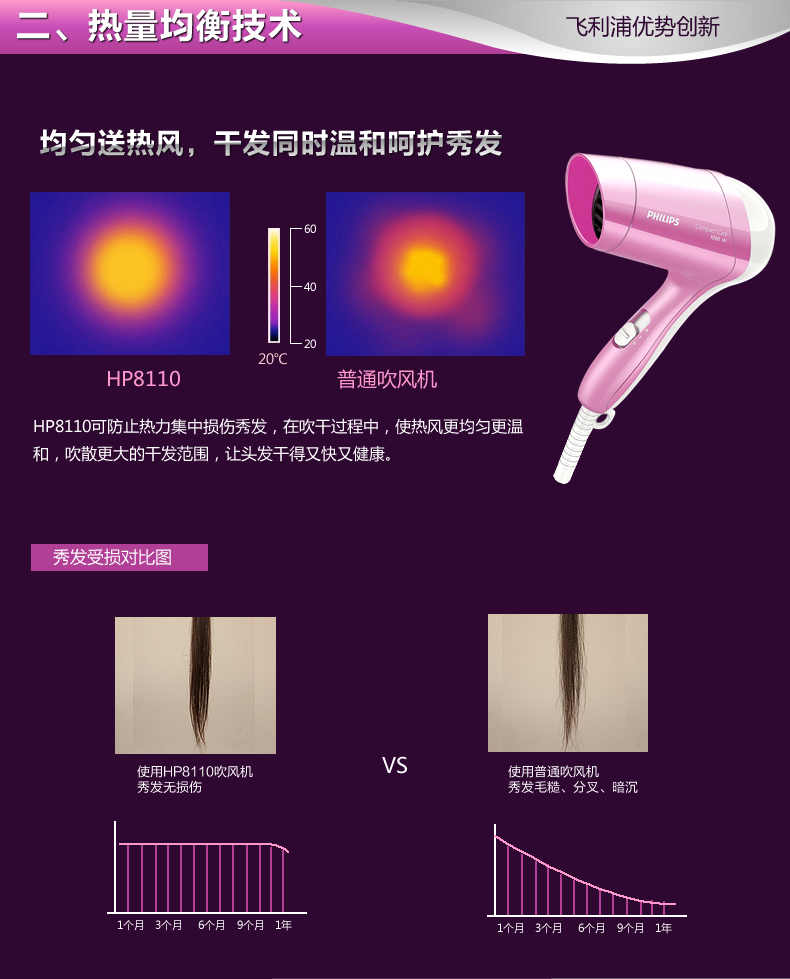 二、热量均衡技术
飞利浦优势创新
均匀送热风，干发同时温和呵护秀发
PHILIPS
Compact Care
1000 W
60
40
20
20℃
HP8110
普通吹风机
HP8110可防止热力集中损伤秀发，在吹干过程中，使热风更均匀更温
和，吹散更大的干发范围，让头发干得又快又健康。
秀发受损对比图
使用HP8110吹风机
秀发无损伤
VS
使用普通吹风机
秀发毛糙、分叉、暗沉
1个月 3个月 6个月 9个月 1年
1个月 3个月 6个月 9个月 1年